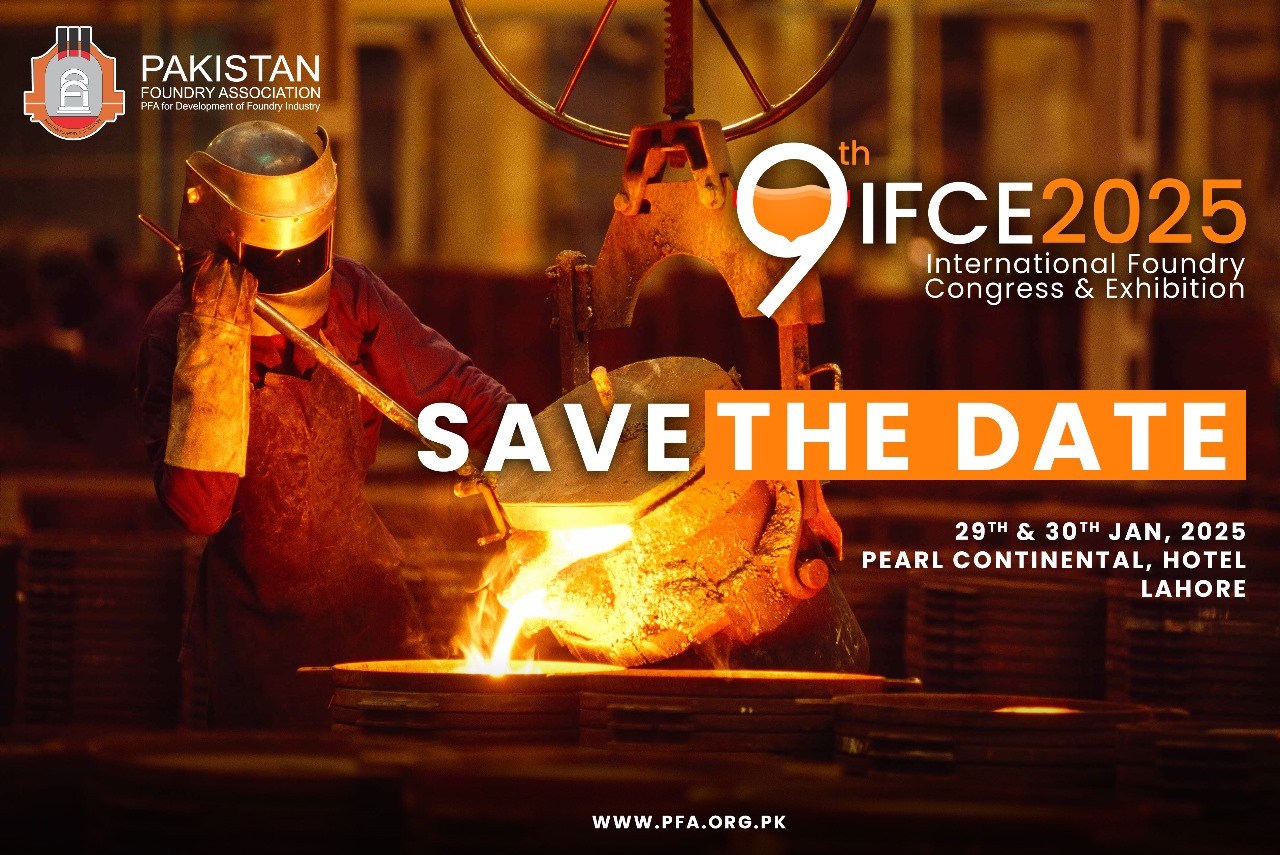 PAKISTAN
FOUNDRY ASSOCIATION
PFA for Development of Foundry Industry
9th IFCE2025
International Foundry
Congress & Exhibition
SAVE THE DATE
29TH & 30TH JAN, 2025
PEARL CONTINENTAL, HOTEL
LAHORE
WWW.PFA.ORG.PK